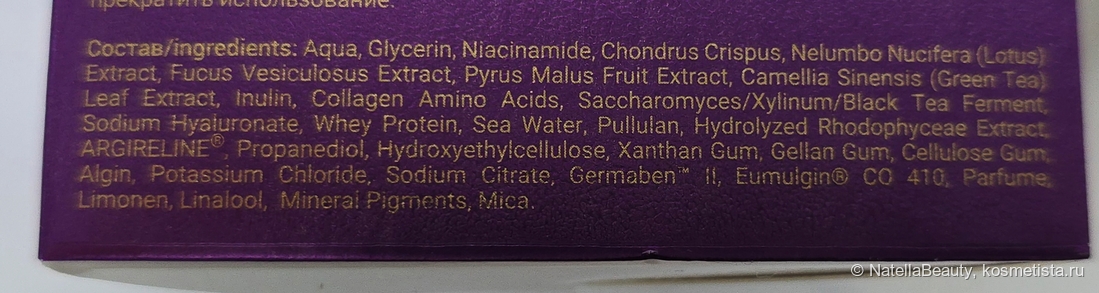 прекратить использование.
Состав/ingredients: Aqua, Glycerin, Niacinamide, Chondrus Crispus, Nelumbo Nucifera (Lotus)
Extract, Fucus Vesiculosus Extract, Pyrus Malus Fruit Extract, Camellia Sinensis (Green Tea)
Leaf Extract, Inulin, Collagen Amino Acids, Saccharomyces/Xylinum/Black Tea Ferment,
Sodium Hyaluronate, Whey Protein, Sea Water, Pullulan, Hydrolyzed Rhodophyceae Extract,
ARGIRELINE®, Propanediol, Hydroxyethylcellulose, Xanthan Gum, Gellan Gum, Cellulose Gum,
Algin, Potassium Chloride, Sodium Citrate, Germaben™ II, Eumulgin® CO 410, Parfume,
Limonen, Linalool, Mineral Pigments, Mica.
© NatellaBeauty, kosmetista.ru